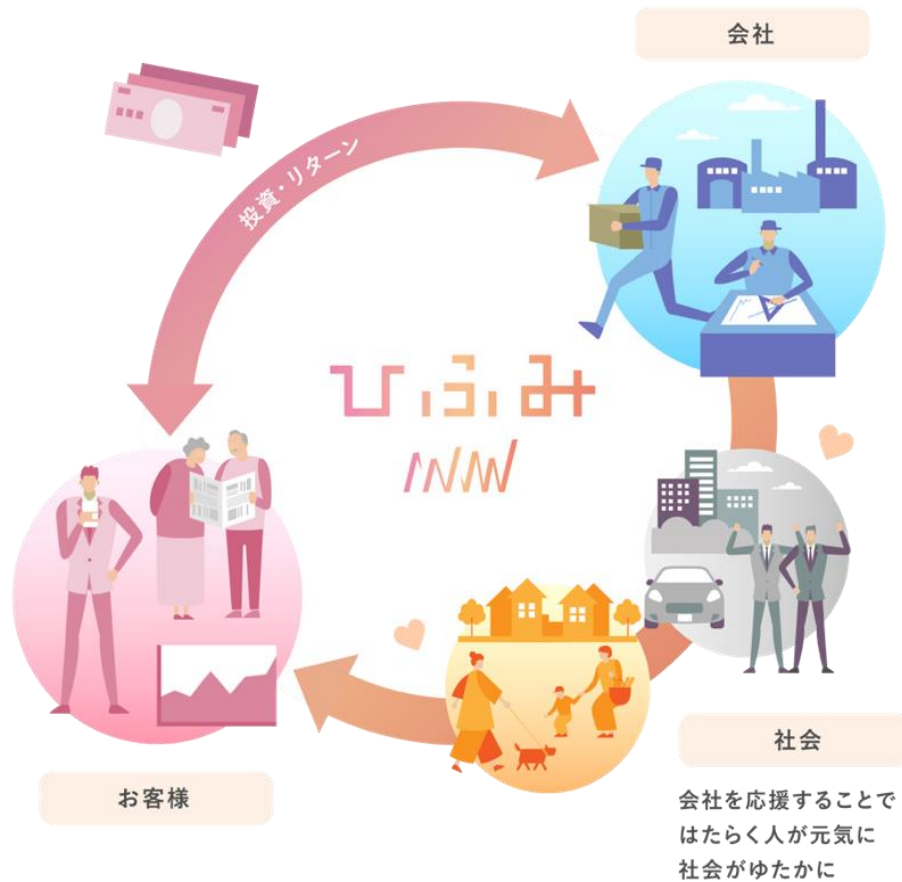 会社
投資・リターン
ひふみ
お客様
社会
会社を応援することで
はたらく人が元気に
社会がゆたかに